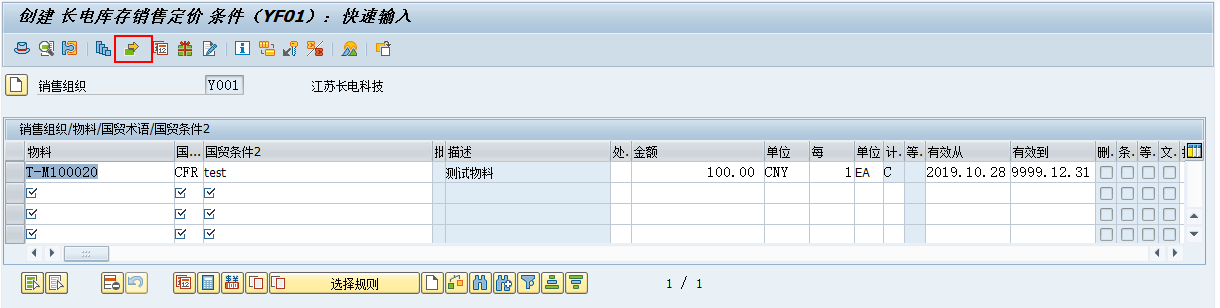 创建 长电库存销售定价 条件（YF01）：快速输入
销售组织 Y001 江苏长电科技
销售组织/物料/国贸术语/国贸条件2
物料 国... 国贸条件2 描述 处. 金额 单位 每 单位 计. 等. 有效从 有效到 删. 条. 等. 文.
T-M100020 CFR test 测试物料 100.00 CNY 1 EA C 2019.10.28 9999.12.31
选择规则 1 / 1